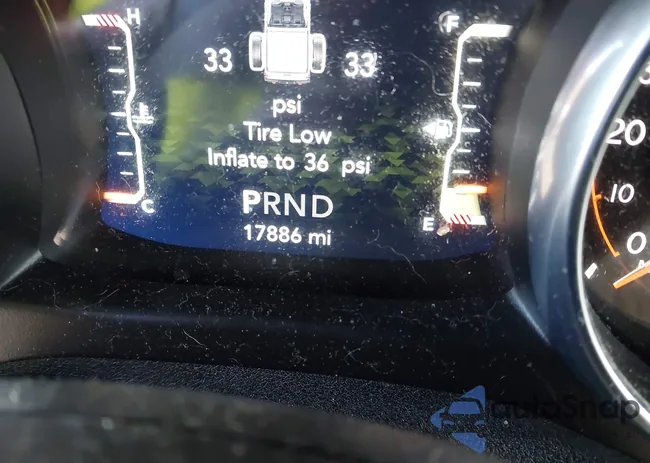 H F
33 33
psi
Tire Low
Inflate to 36 psi
20
PRND
10
C E
17886 mi
0
autoSnap